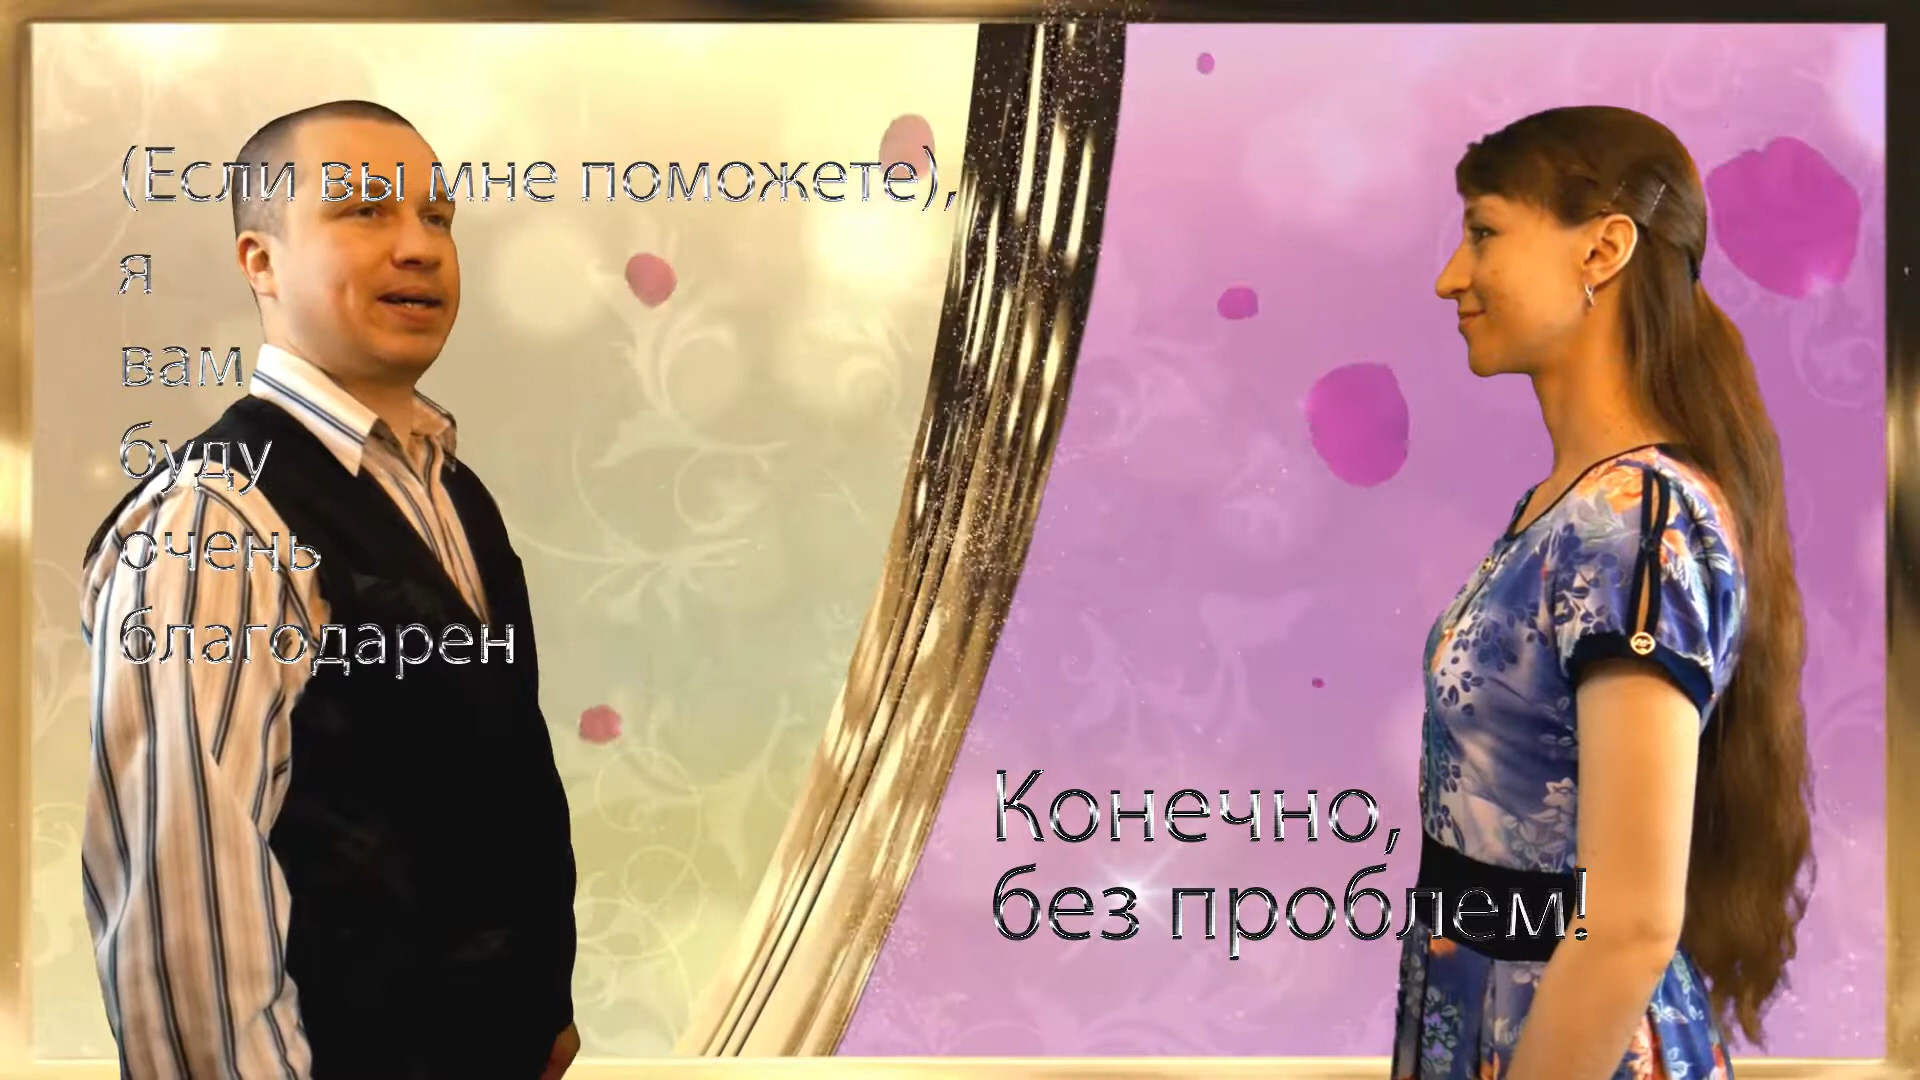 (Если вы мне поможете),
я
вам
буду
очень
благодарен
Конечно,
без проблем!